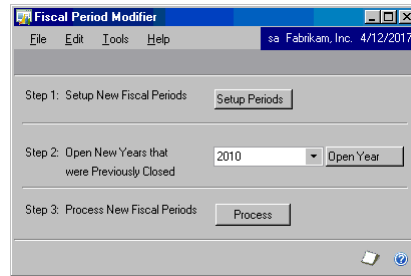 Fiscal Period Modifier
File Edit Tools Help sa Fabrikam, Inc. 4/12/2017
Step 1: Setup New Fiscal Periods Setup Periods
Step 2: Open New Years that 2010 Open Year
were Previously Closed
Step 3: Process New Fiscal Periods Process